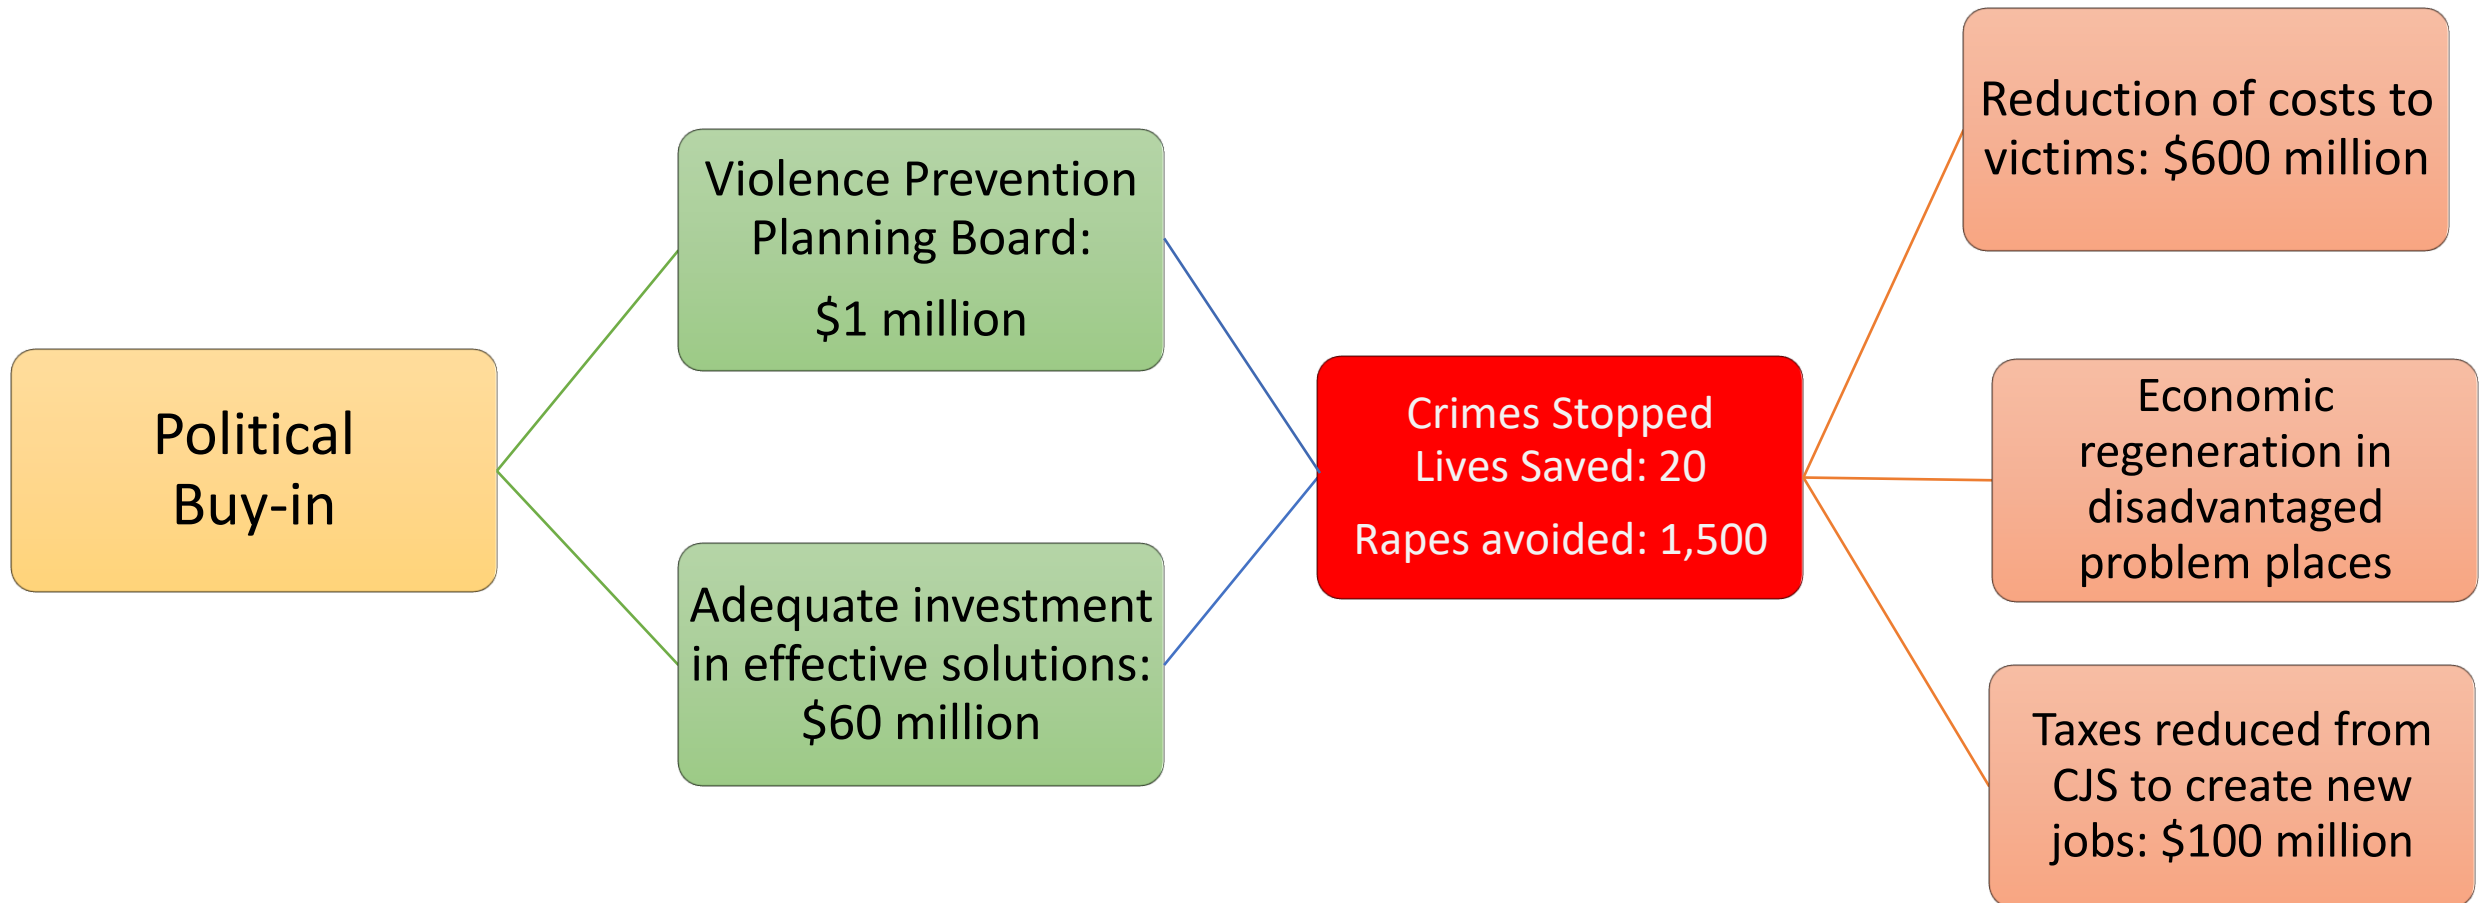 Political
Buy-in
Violence Prevention
Planning Board:
$1 million
Adequate investment
in effective solutions:
$60 million
Crimes Stopped
Lives Saved: 20
Rapes avoided: 1,500
Reduction of costs to
victims: $600 million
Economic
regeneration in
disadvantaged
problem places
Taxes reduced from
CJS to create new
jobs: $100 million